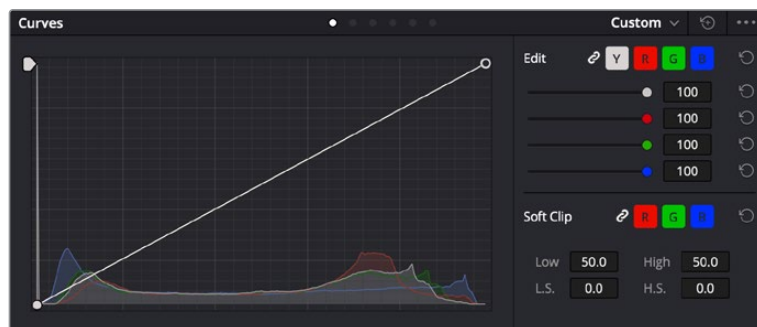 Curves
Custom
Edit Y R G B
100
100
100
100
Soft Clip R G B
Low 50.0 High 50.0
L.S. 0.0 H.S. 0.0